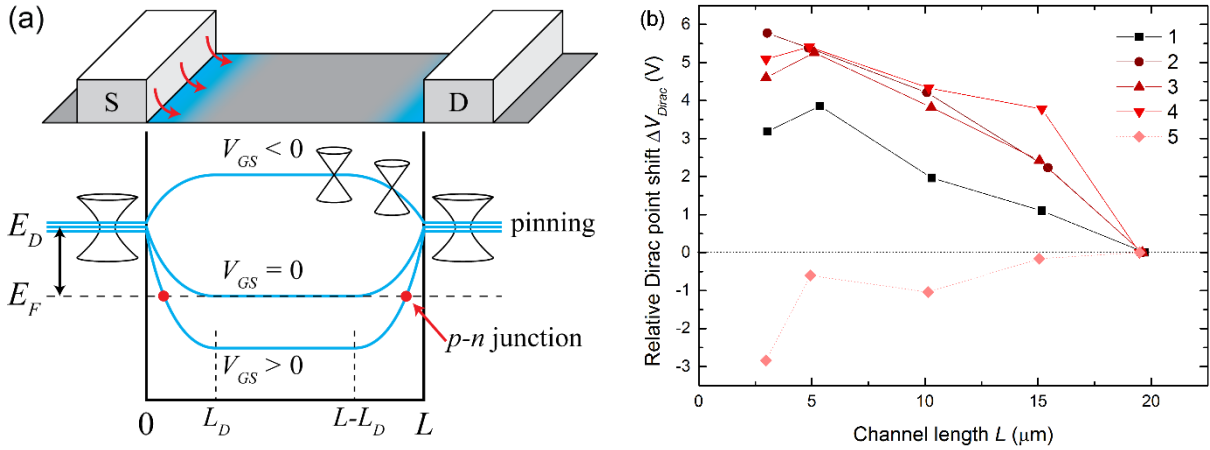 (a)
S
D
V_GS < 0
E_D
pinning
V_GS = 0
E_F
p-n junction
V_GS > 0
0
L_D
L-L_D
L
(b)
Relative Dirac point shift ΔV_Dirac (V)
6
5
4
3
2
1
0
-1
-2
-3
1
2
3
4
5
0
5
10
15
20
Channel length L (μm)